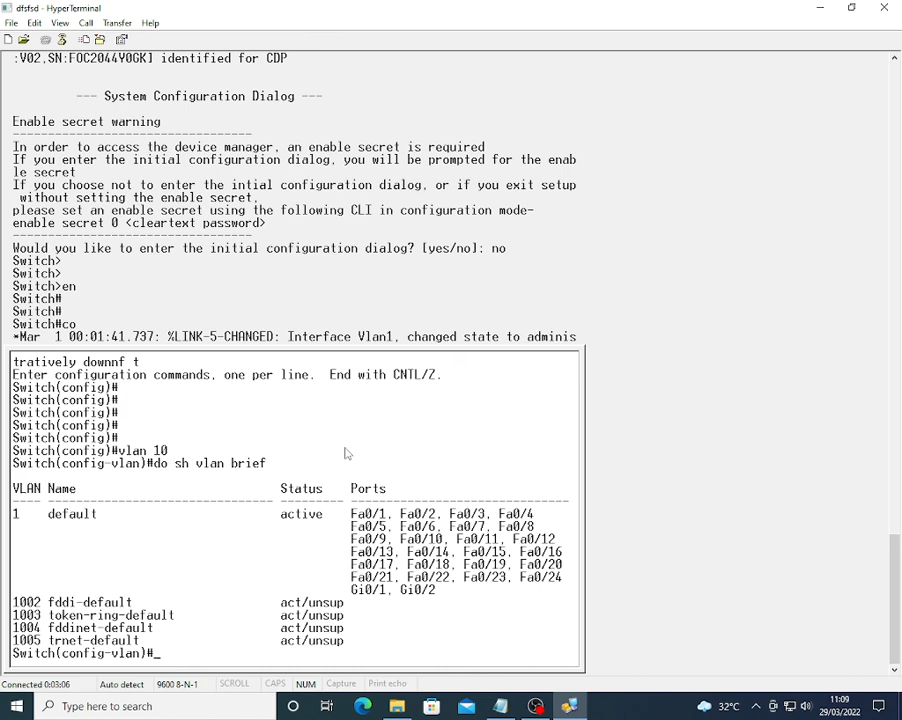 dfsfsd - HyperTerminal
File Edit View Call Transfer Help
:V02,SN:FOC2044Y0GK] identified for CDP
--- System Configuration Dialog ---
Enable secret warning
----------------------------------
In order to access the device manager, an enable secret is required
If you enter the initial configuration dialog, you will be prompted for the enab
le secret
If you choose not to enter the intial configuration dialog, or if you exit setup
without setting the enable secret,
please set an enable secret using the following CLI in configuration mode-
enable secret 0 <cleartext password>
----------------------------------
Would you like to enter the initial configuration dialog? [yes/no]: no
Switch>
Switch>
Switch>en
Switch#
Switch#
Switch#co
*Mar  1 00:01:41.737: %LINK-5-CHANGED: Interface Vlan1, changed state to adminis
tratively downnf t
Enter configuration commands, one per line.  End with CNTL/Z.
Switch(config)#
Switch(config)#
Switch(config)#
Switch(config)#
Switch(config)#
Switch(config)#vlan 10
Switch(config-vlan)#do sh vlan brief
VLAN Name Status Ports
---- -------------------------------- --------- -------------------------------
1 default active Fa0/1, Fa0/2, Fa0/3, Fa0/4
Fa0/5, Fa0/6, Fa0/7, Fa0/8
Fa0/9, Fa0/10, Fa0/11, Fa0/12
Fa0/13, Fa0/14, Fa0/15, Fa0/16
Fa0/17, Fa0/18, Fa0/19, Fa0/20
Fa0/21, Fa0/22, Fa0/23, Fa0/24
Gi0/1, Gi0/2
1002 fddi-default act/unsup
1003 token-ring-default act/unsup
1004 fddinet-default act/unsup
1005 trnet-default act/unsup
Switch(config-vlan)#_
Connected 0:03:06 Auto detect 9600 8-N-1 SCROLL CAPS NUM Capture Print echo
Type here to search 32°C 11:09
29/03/2022